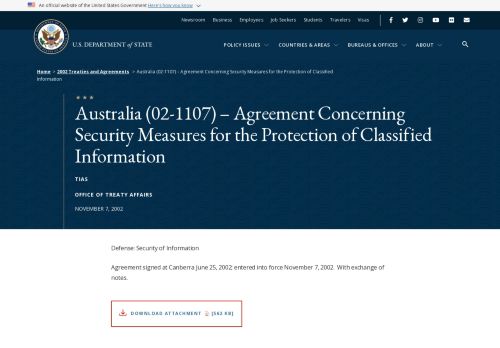 An official website of the United States Government Here's how you know
Newsroom Business Employees Job Seekers Students Travelers Visas
U.S. DEPARTMENT of STATE
POLICY ISSUES COUNTRIES & AREAS BUREAUS & OFFICES ABOUT
Home > 2002 Treaties and Agreements > Australia (02-1107) – Agreement Concerning Security Measures for the Protection of Classified
Information
Australia (02-1107) – Agreement Concerning
Security Measures for the Protection of Classified
Information
TIAS
OFFICE OF TREATY AFFAIRS
NOVEMBER 7, 2002
Defense: Security of Information
Agreement signed at Canberra June 25, 2002; entered into force November 7, 2002. With exchange of
notes.
DOWNLOAD ATTACHMENT [562 KB]